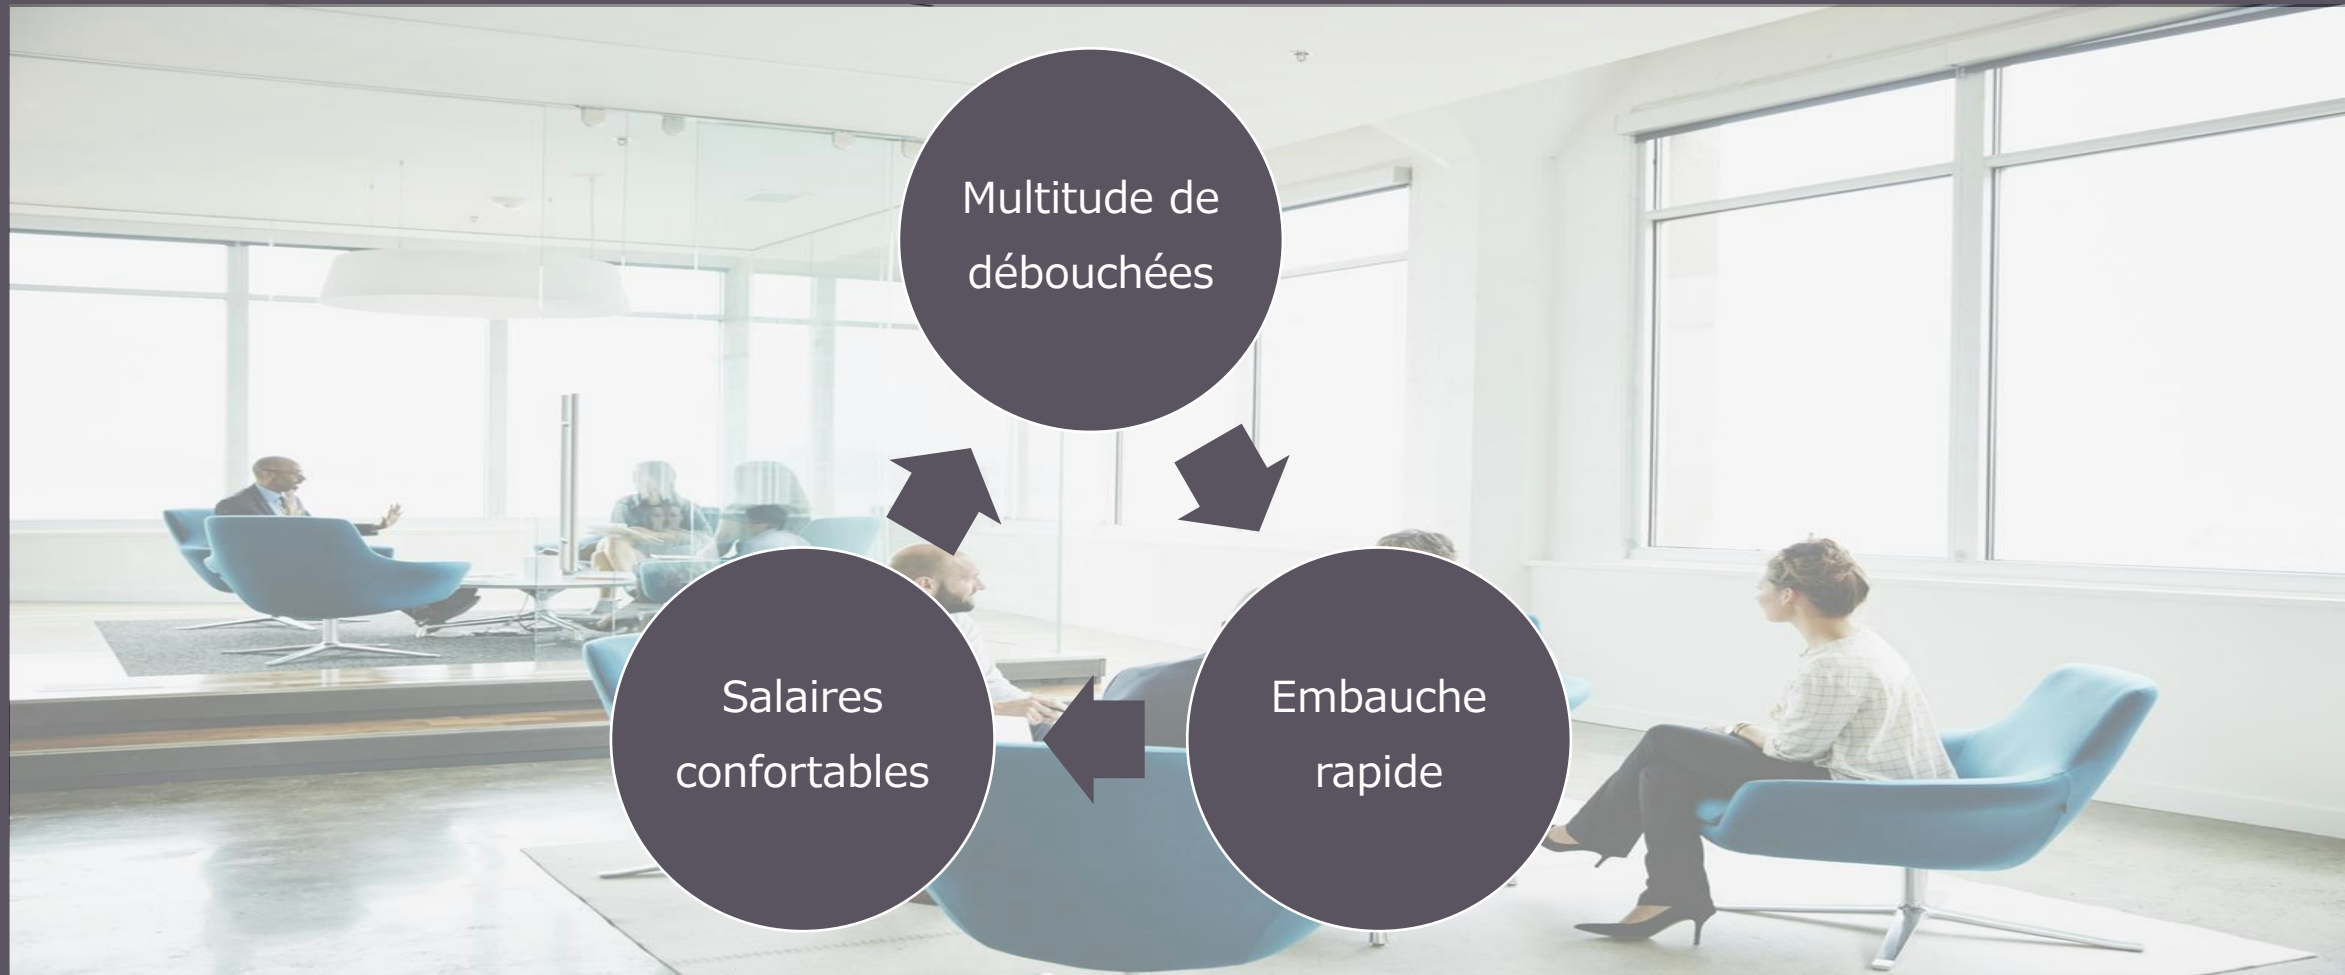 Multitude de
débouchées
Embauche
rapide
Salaires
confortables